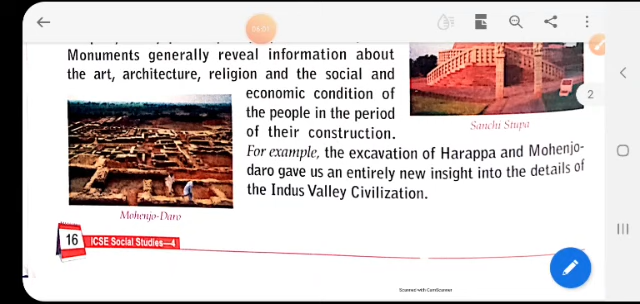 Monuments generally reveal information about
the art, architecture, religion and the social and
economic condition of
the people in the period
of their construction.
Sanchi Stupa
2
For example, the excavation of Harappa and Mohenjo-
daro gave us an entirely new insight into the details of
the Indus Valley Civilization.
Mohenjo-Daro
16 ICSE Social Studies—4
Scanned with CamScanner